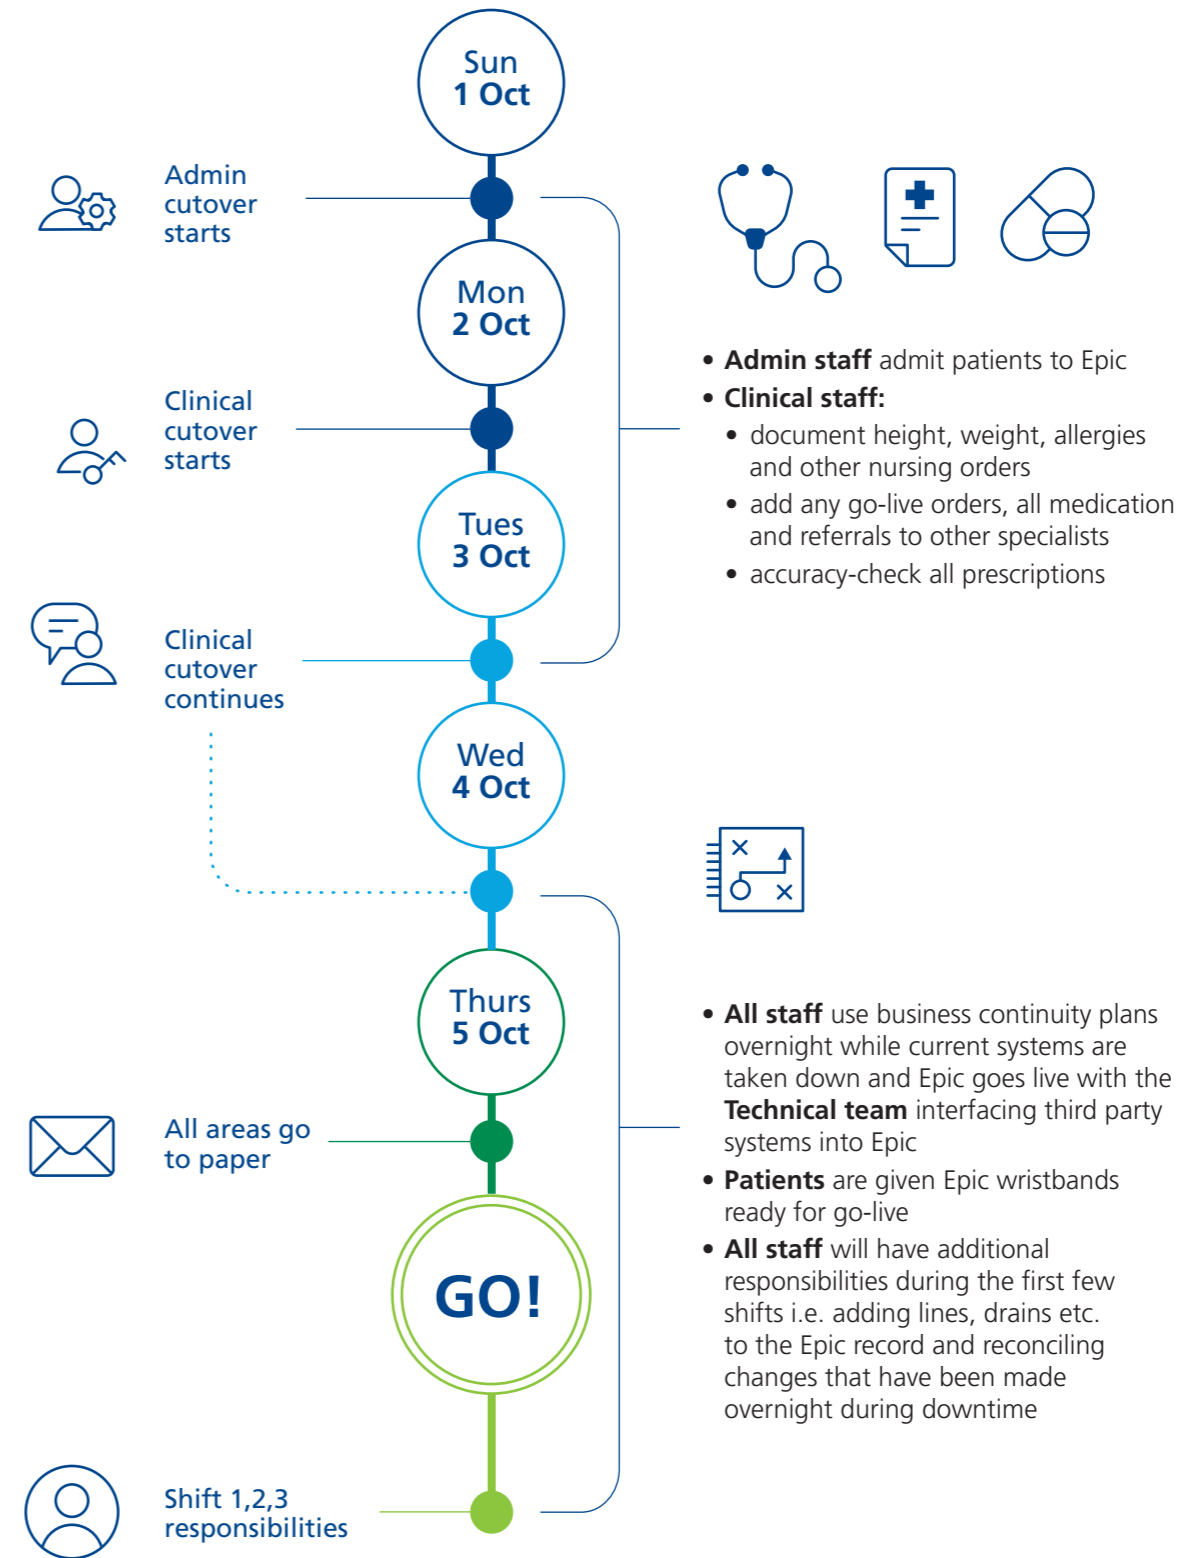 Sun
1 Oct
Admin
cutover
starts
Mon
2 Oct
Clinical
cutover
starts
• Admin staff admit patients to Epic
• Clinical staff:
• document height, weight, allergies
and other nursing orders
• add any go-live orders, all medication
and referrals to other specialists
• accuracy-check all prescriptions
Tues
3 Oct
Clinical
cutover
continues
Wed
4 Oct
Thurs
5 Oct
All areas go
to paper
• All staff use business continuity plans
overnight while current systems are
taken down and Epic goes live with the
Technical team interfacing third party
systems into Epic
• Patients are given Epic wristbands
ready for go-live
• All staff will have additional
responsibilities during the first few
shifts i.e. adding lines, drains etc.
to the Epic record and reconciling
changes that have been made
overnight during downtime
GO!
Shift 1,2,3
responsibilities